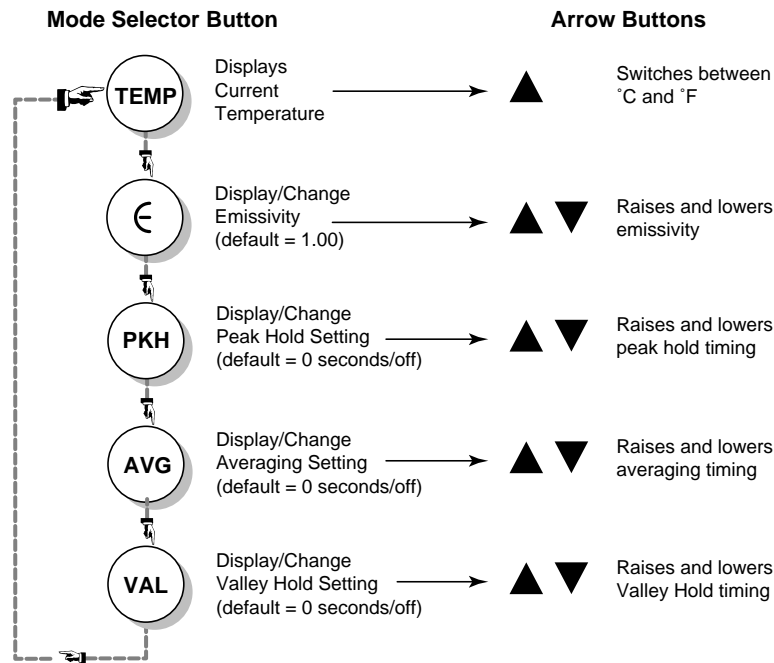 Mode Selector Button
Arrow Buttons
TEMP
Displays
Current
Temperature
Switches between
˚C and ˚F
∈
Display/Change
Emissivity
(default = 1.00)
Raises and lowers
emissivity
PKH
Display/Change
Peak Hold Setting
(default = 0 seconds/off)
Raises and lowers
peak hold timing
AVG
Display/Change
Averaging Setting
(default = 0 seconds/off)
Raises and lowers
averaging timing
VAL
Display/Change
Valley Hold Setting
(default = 0 seconds/off)
Raises and lowers
Valley Hold timing